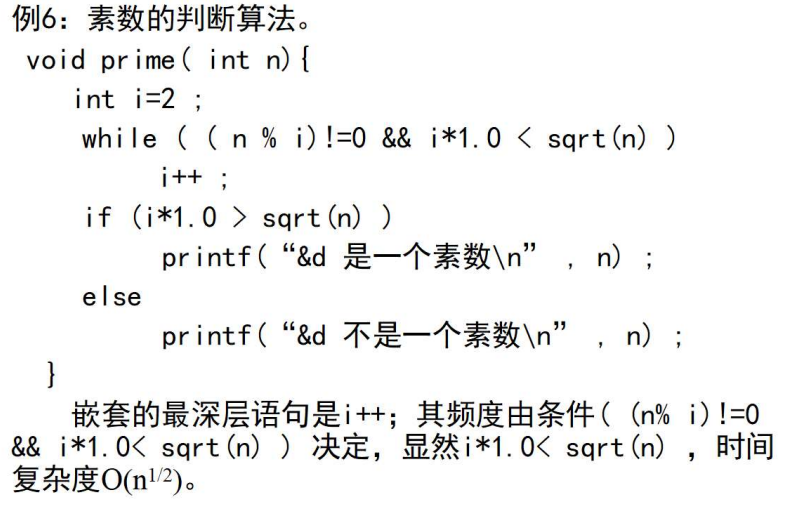 例6：素数的判断算法。
void prime( int n){
int i=2 ;
while ( ( n % i)!=0 && i*1.0 < sqrt(n) )
i++ ;
if (i*1.0 > sqrt(n) )
printf( “&d 是一个素数\n” , n) ;
else
printf( “&d 不是一个素数\n” , n) ;
}
嵌套的最深层语句是i++；其频度由条件( (n% i)!=0
&& i*1.0< sqrt(n) ) 决定，显然i*1.0< sqrt(n) ，时间
复杂度O(n1/2)。